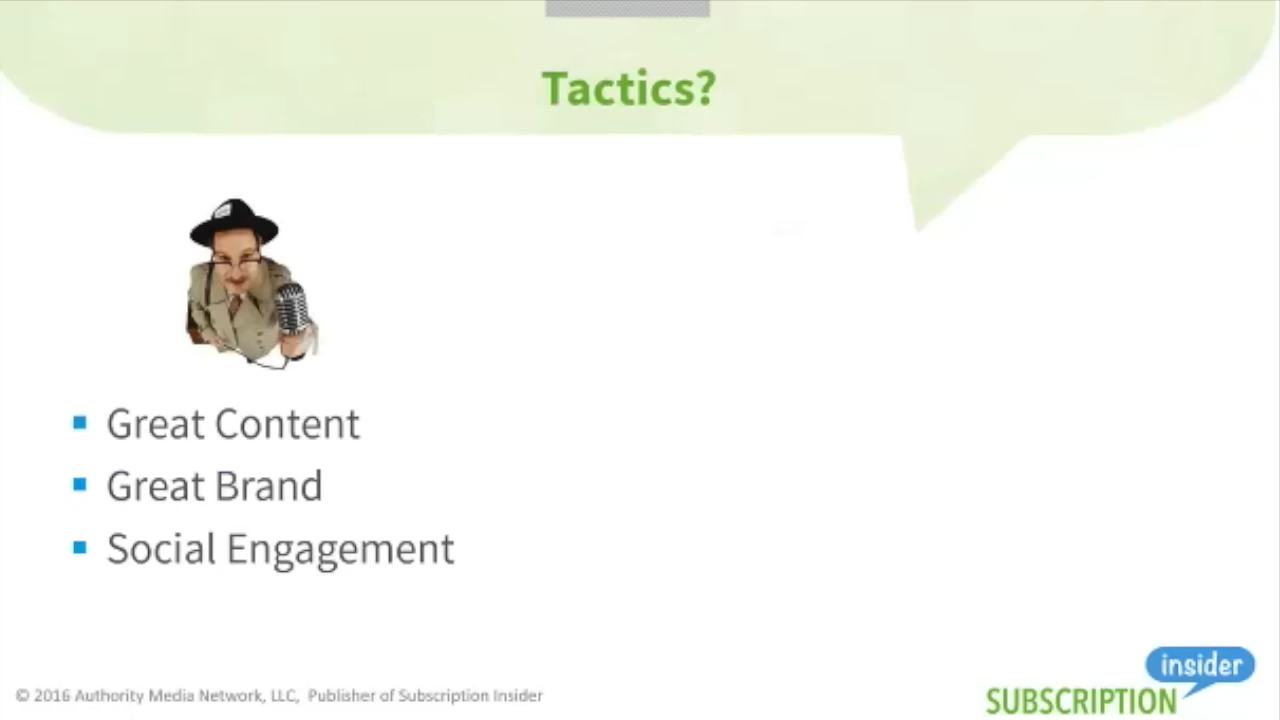 Tactics?
Great Content
Great Brand
Social Engagement
© 2016 Authority Media Network, LLC, Publisher of Subscription Insider
insider
SUBSCRIPTION